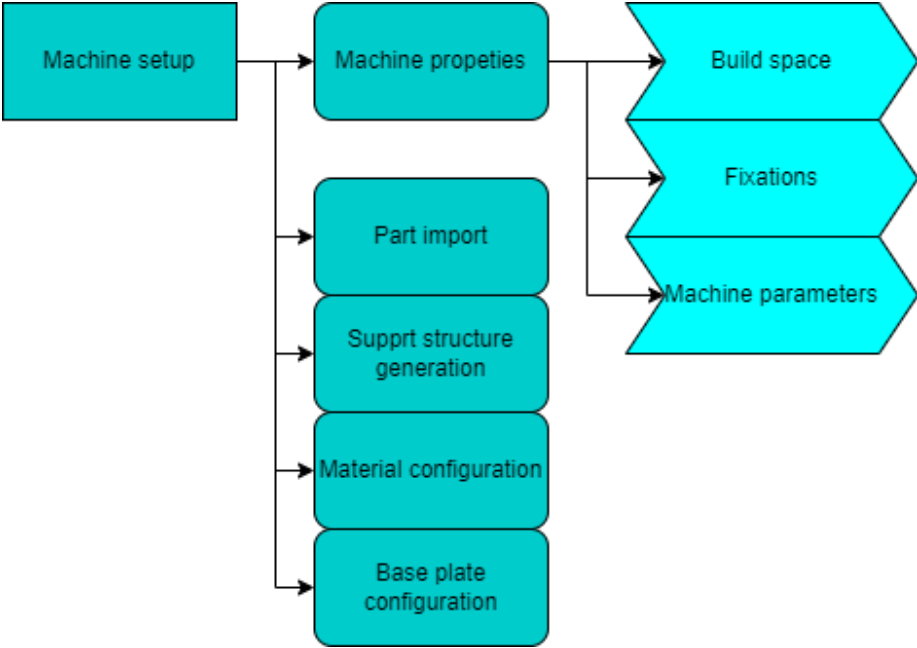 Machine setup
Machine propeties
Build space
Fixations
Machine parameters
Part import
Supprt structure
generation
Material configuration
Base plate
configuration